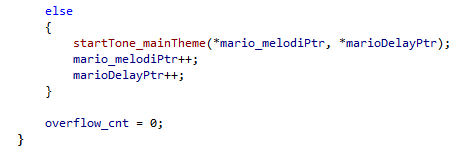 else
{
startTone_mainTheme(*mario_melodiPtr, *marioDelayPtr);
mario_melodiPtr++;
marioDelayPtr++;
}
overflow_cnt = 0;
}